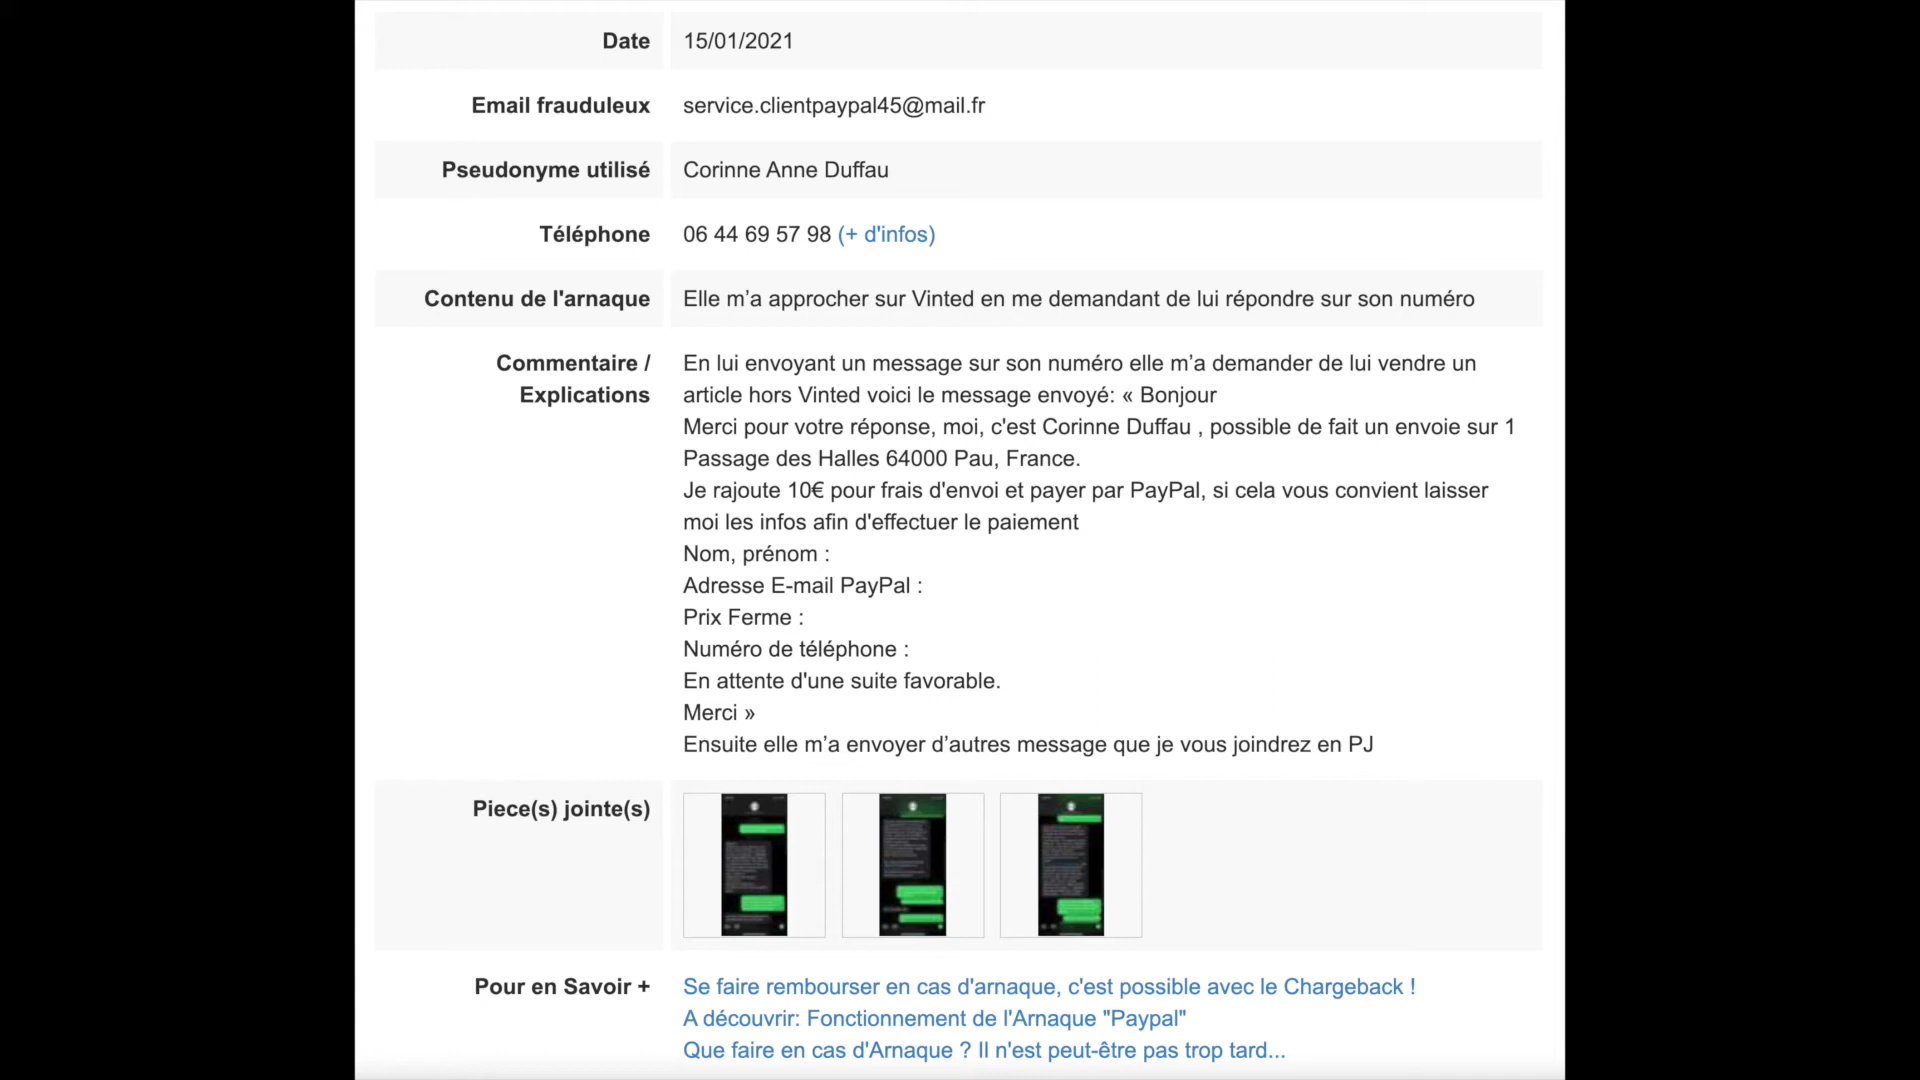 Date 15/01/2021
Email frauduleux service.clientpaypal45@mail.fr
Pseudonyme utilisé Corinne Anne Duffau
Téléphone 06 44 69 57 98 (+ d'infos)
Contenu de l'arnaque Elle m’a approcher sur Vinted en me demandant de lui répondre sur son numéro
Commentaire / Explications
En lui envoyant un message sur son numéro elle m’a demander de lui vendre un
article hors Vinted voici le message envoyé: « Bonjour
Merci pour votre réponse, moi, c'est Corinne Duffau , possible de fait un envoie sur 1
Passage des Halles 64000 Pau, France.
Je rajoute 10€ pour frais d'envoi et payer par PayPal, si cela vous convient laisser
moi les infos afin d'effectuer le paiement
Nom, prénom :
Adresse E-mail PayPal :
Prix Ferme :
Numéro de téléphone :
En attente d'une suite favorable.
Merci »
Ensuite elle m’a envoyer d’autres message que je vous joindrez en PJ
Piece(s) jointe(s)
Pour en Savoir + Se faire rembourser en cas d'arnaque, c'est possible avec le Chargeback !
A découvrir: Fonctionnement de l'Arnaque "Paypal"
Que faire en cas d'Arnaque ? Il n'est peut-être pas trop tard...